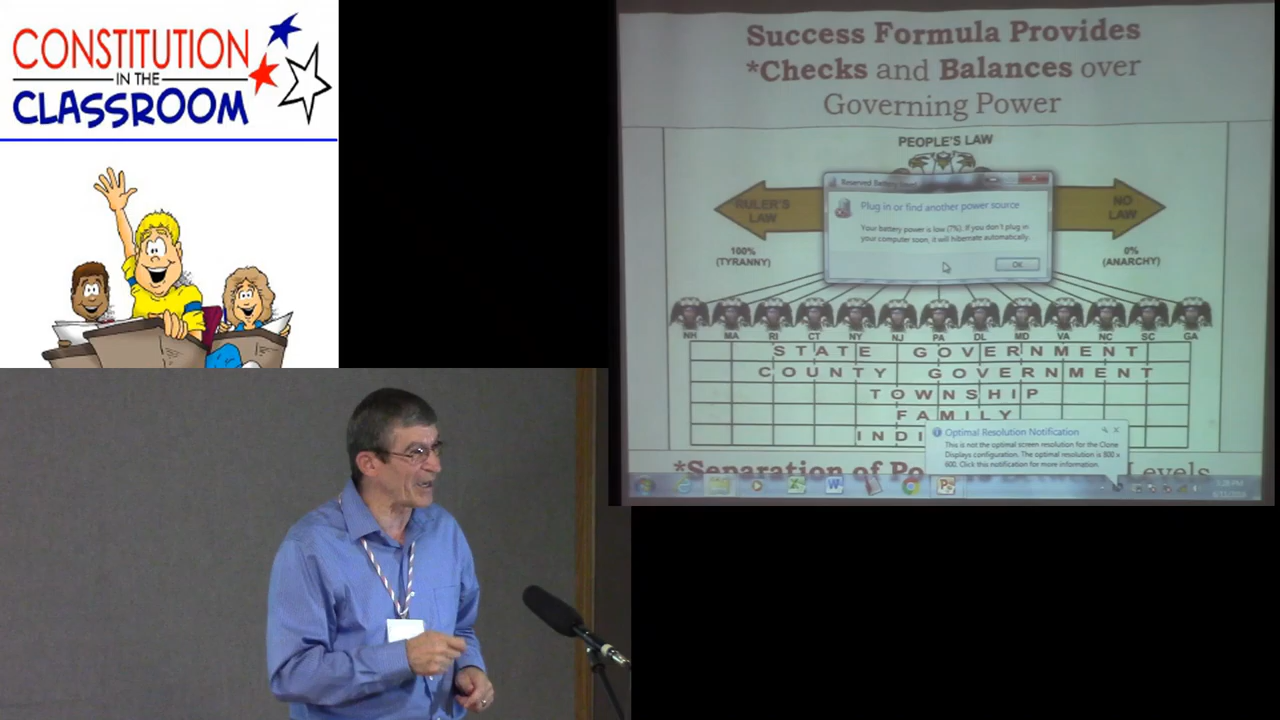 CONSTITUTION
IN THE
CLASSROOM
Success Formula Provides
*Checks and Balances over
Governing Power
PEOPLE'S LAW
RULER'S
LAW
NO
LAW
100%
(TYRANNY)
0%
(ANARCHY)
Reserved Battery
Plug in or find another power source
Your battery power is low (7%). If you don't plug in
your computer soon, it will hibernate automatically.
OK
NH MA RI CT NY NJ PA DL MD VA NC SC GA
STATE GOVERNMENT
COUNTY GOVERNMENT
TOWNSHIP
FAMILY
INDI
Optimal Resolution Notification
This is not the optimal screen resolution for the Clone
Displays configuration. The optimal resolution is 800 x
600. Click this notification for more information.
*Separation of Po Levels